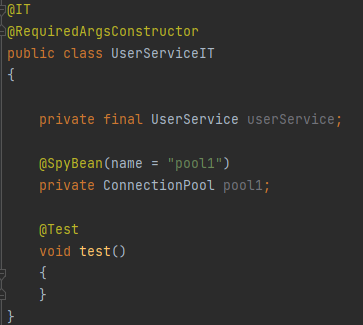 @IT
@RequiredArgsConstructor
public class UserServiceIT
{
private final UserService userService;
@SpyBean(name = "pool1")
private ConnectionPool pool1;
@Test
void test()
{
}
}